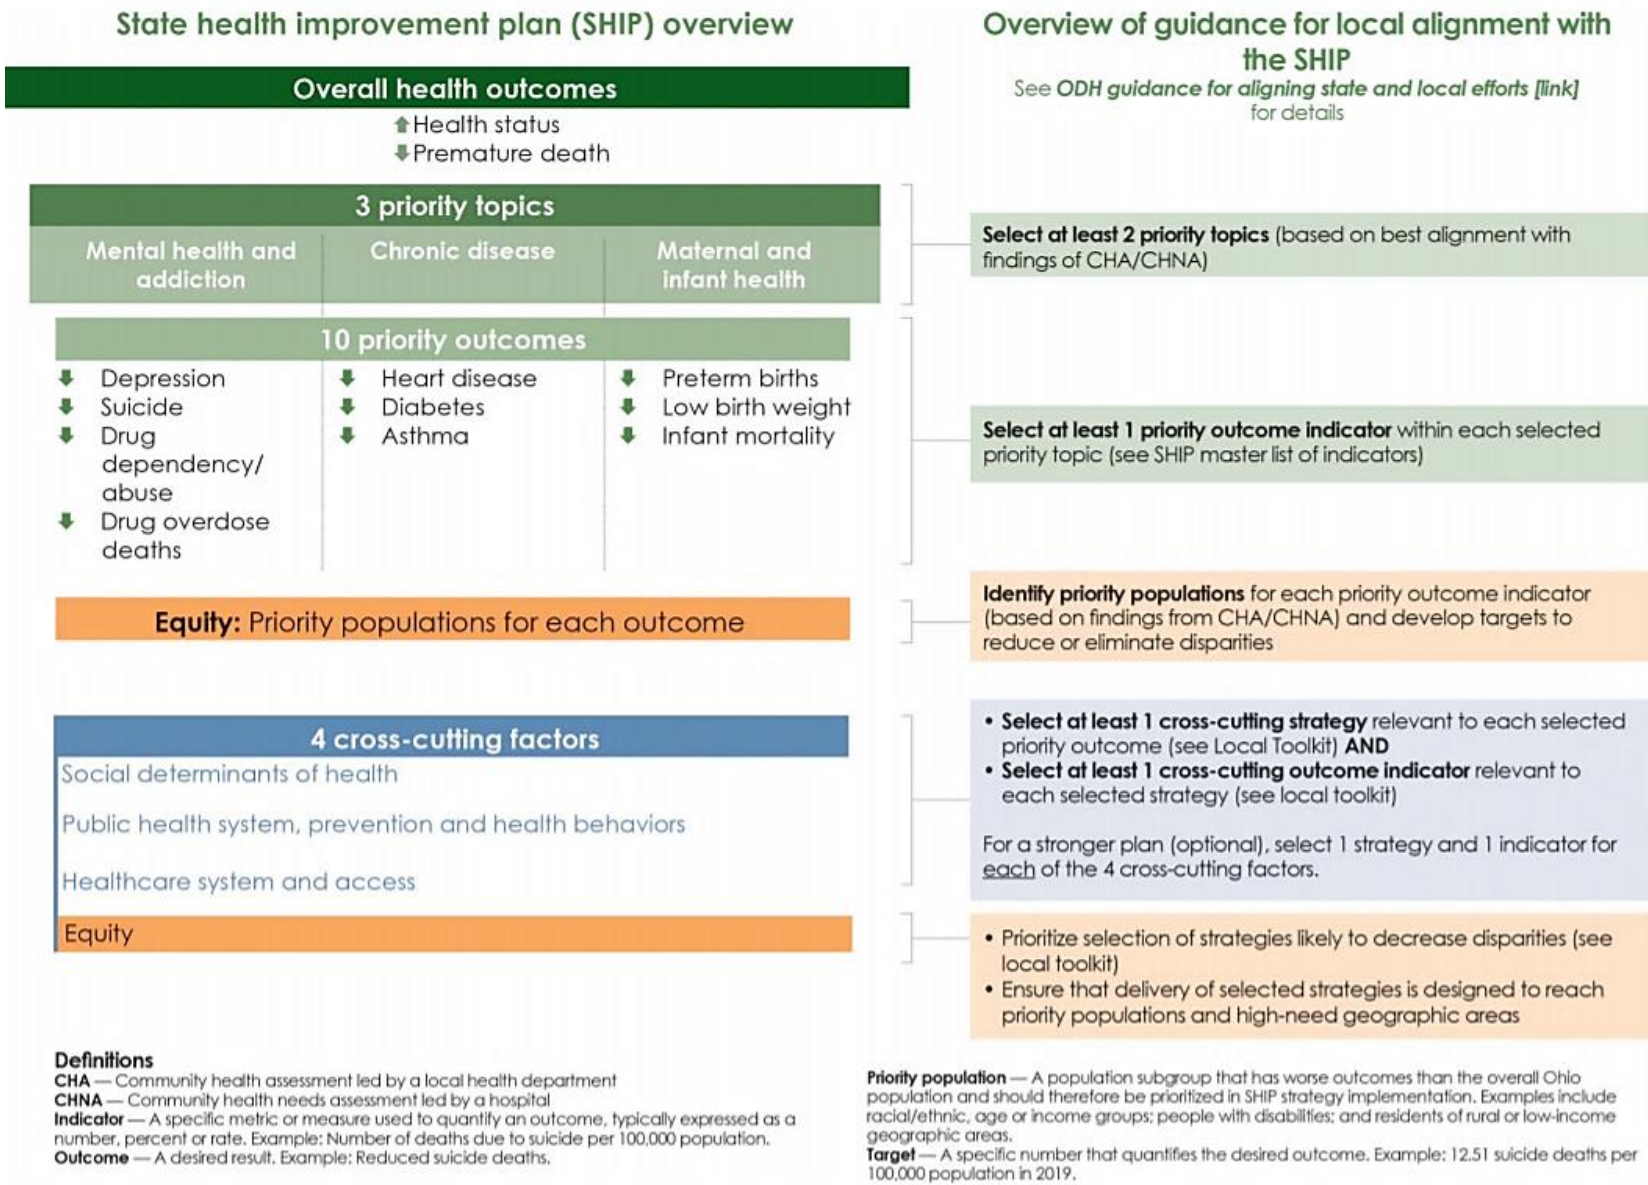 State health improvement plan (SHIP) overview
Overall health outcomes
Health status
Premature death
3 priority topics
Mental health and
addiction
Chronic disease
Maternal and
infant health
10 priority outcomes
Depression
Suicide
Drug
dependency/
abuse
Drug overdose
deaths
Heart disease
Diabetes
Asthma
Preterm births
Low birth weight
Infant mortality
Equity: Priority populations for each outcome
4 cross-cutting factors
Social determinants of health
Public health system, prevention and health behaviors
Healthcare system and access
Equity
Overview of guidance for local alignment with
the SHIP
See ODH guidance for aligning state and local efforts [link]
for details
Select at least 2 priority topics (based on best alignment with
findings of CHA/CHNA)
Select at least 1 priority outcome indicator within each selected
priority topic (see SHIP master list of indicators)
Identify priority populations for each priority outcome indicator
(based on findings from CHA/CHNA) and develop targets to
reduce or eliminate disparities
• Select at least 1 cross-cutting strategy relevant to each selected
priority outcome (see Local Toolkit) AND
• Select at least 1 cross-cutting outcome indicator relevant to
each selected strategy (see local toolkit)
For a stronger plan (optional), select 1 strategy and 1 indicator for
each of the 4 cross-cutting factors.
• Prioritize selection of strategies likely to decrease disparities (see
local toolkit)
• Ensure that delivery of selected strategies is designed to reach
priority populations and high-need geographic areas
Definitions
CHA — Community health assessment led by a local health department
CHNA — Community health needs assessment led by a hospital
Indicator — A specific metric or measure used to quantify an outcome, typically expressed as a
number, percent or rate. Example: Number of deaths due to suicide per 100,000 population.
Outcome — A desired result. Example: Reduced suicide deaths.
Priority population — A population subgroup that has worse outcomes than the overall Ohio
population and should therefore be prioritized in SHIP strategy implementation. Examples include
racial/ethnic, age or income groups; people with disabilities; and residents of rural or low-income
geographic areas.
Target — A specific number that quantifies the desired outcome. Example: 12.51 suicide deaths per
100,000 population in 2019.